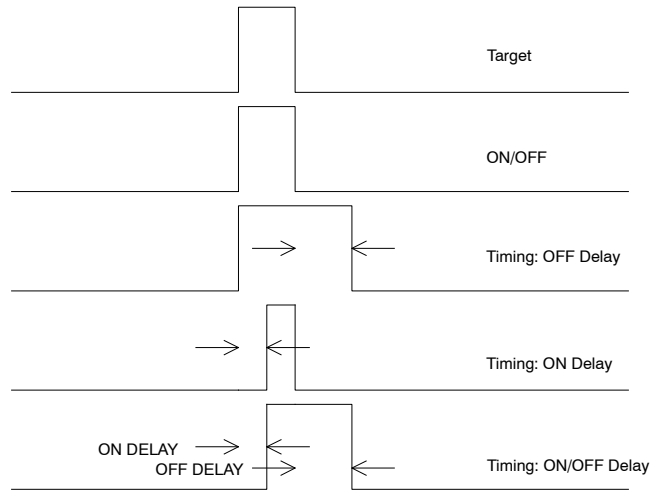 Target
ON/OFF
Timing: OFF Delay
Timing: ON Delay
ON DELAY
OFF DELAY
Timing: ON/OFF Delay